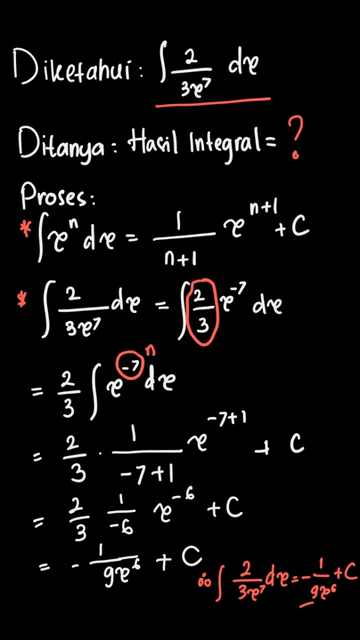 Diketahui : ∫ 2/(3x⁷) dx
Ditanya : Hasil Integral = ?
Proses :
* ∫ xⁿ dx = 1/(n+1) x^(n+1) + C
* ∫ 2/(3x⁷) dx = ∫ 2/3 x⁻⁷ dx
= 2/3 ∫ x⁻⁷ dx n
= 2/3 · 1/(-7+1) x^(-7+1) + C
= 2/3 · 1/(-6) x⁻⁶ + C
= - 1/(9x⁶) + C
∴ ∫ 2/(3x⁷) dx = - 1/(9x⁶) + C